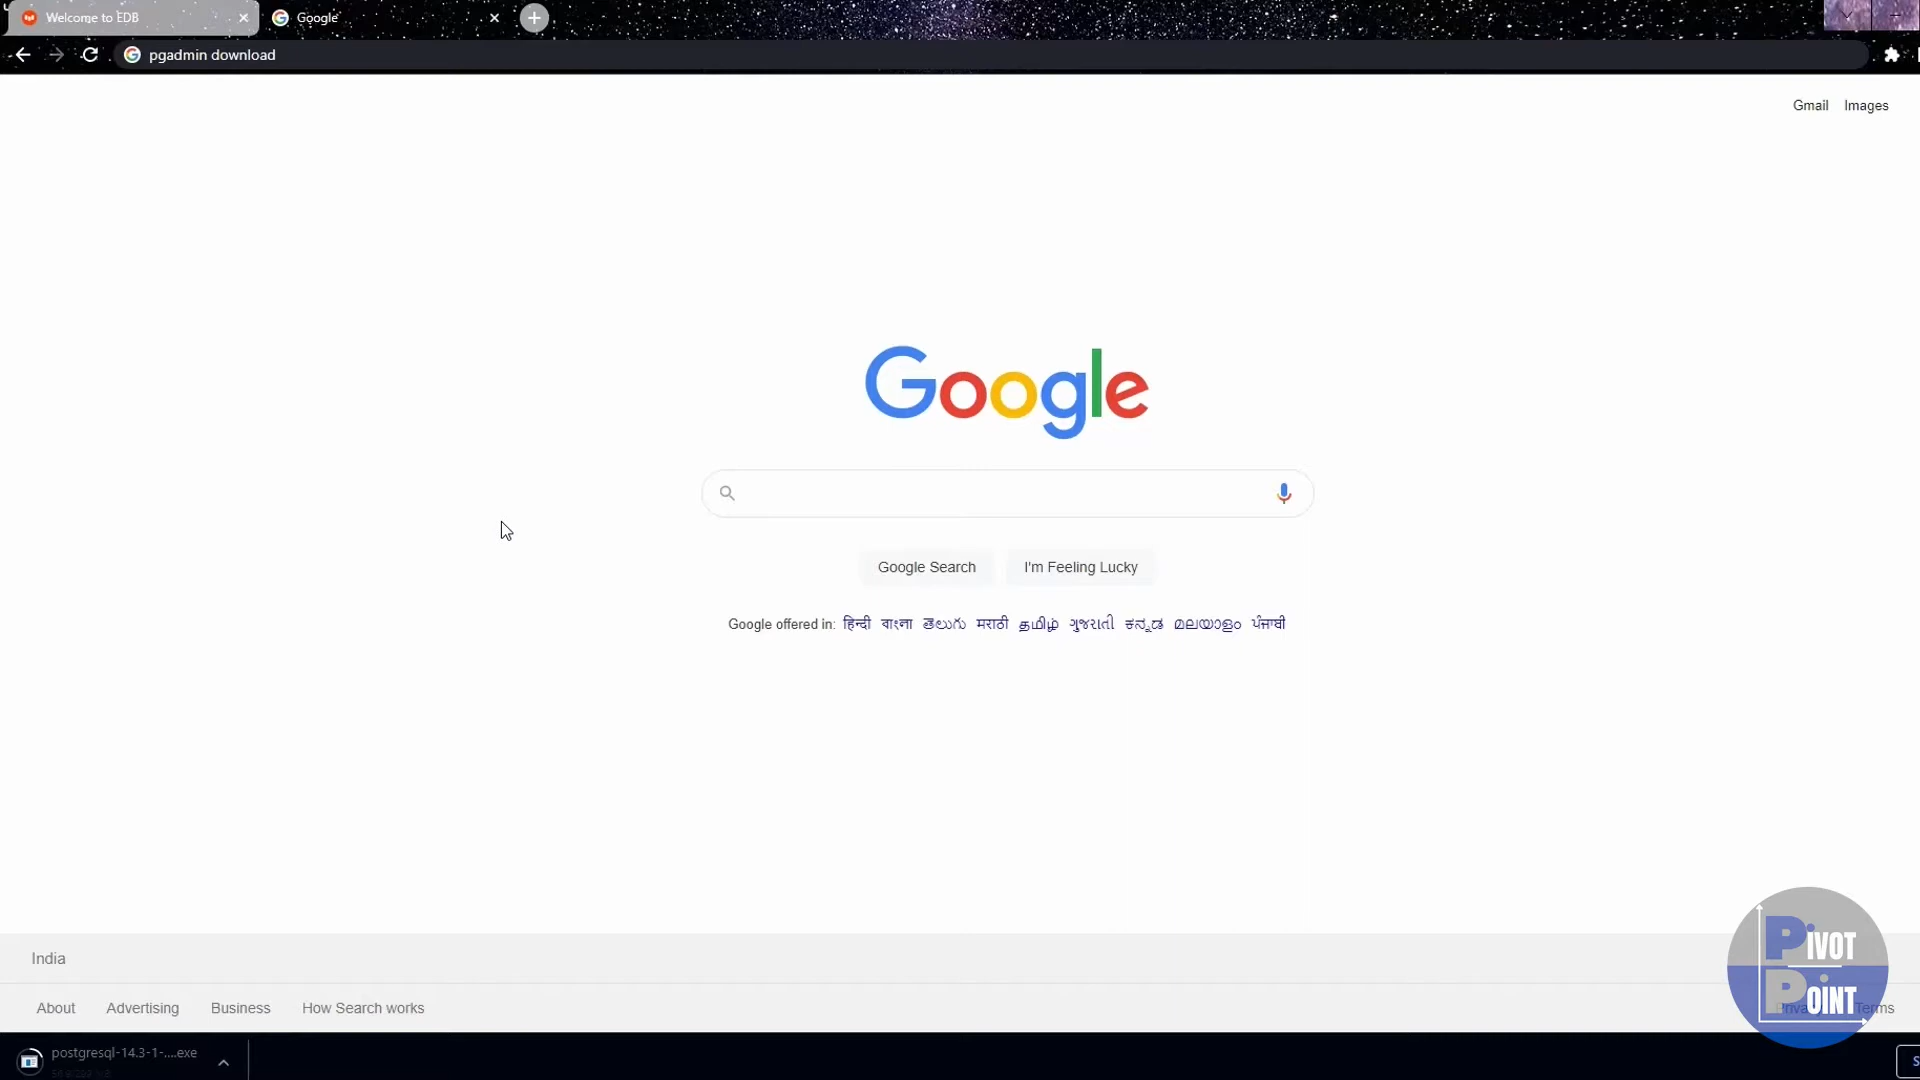 Welcome to EDB
Google
pgadmin download
Gmail Images
Google
Google Search I'm Feeling Lucky
Google offered in: हिन्दी বাংলা తెలుగు मराठी தமிழ் ગુજરાતી ಕನ್ನಡ മലയാളം ਪੰਜਾਬੀ
India
PIVOT
POINT
About Advertising Business How Search works Terms
postgresql-14.3-1-....exe